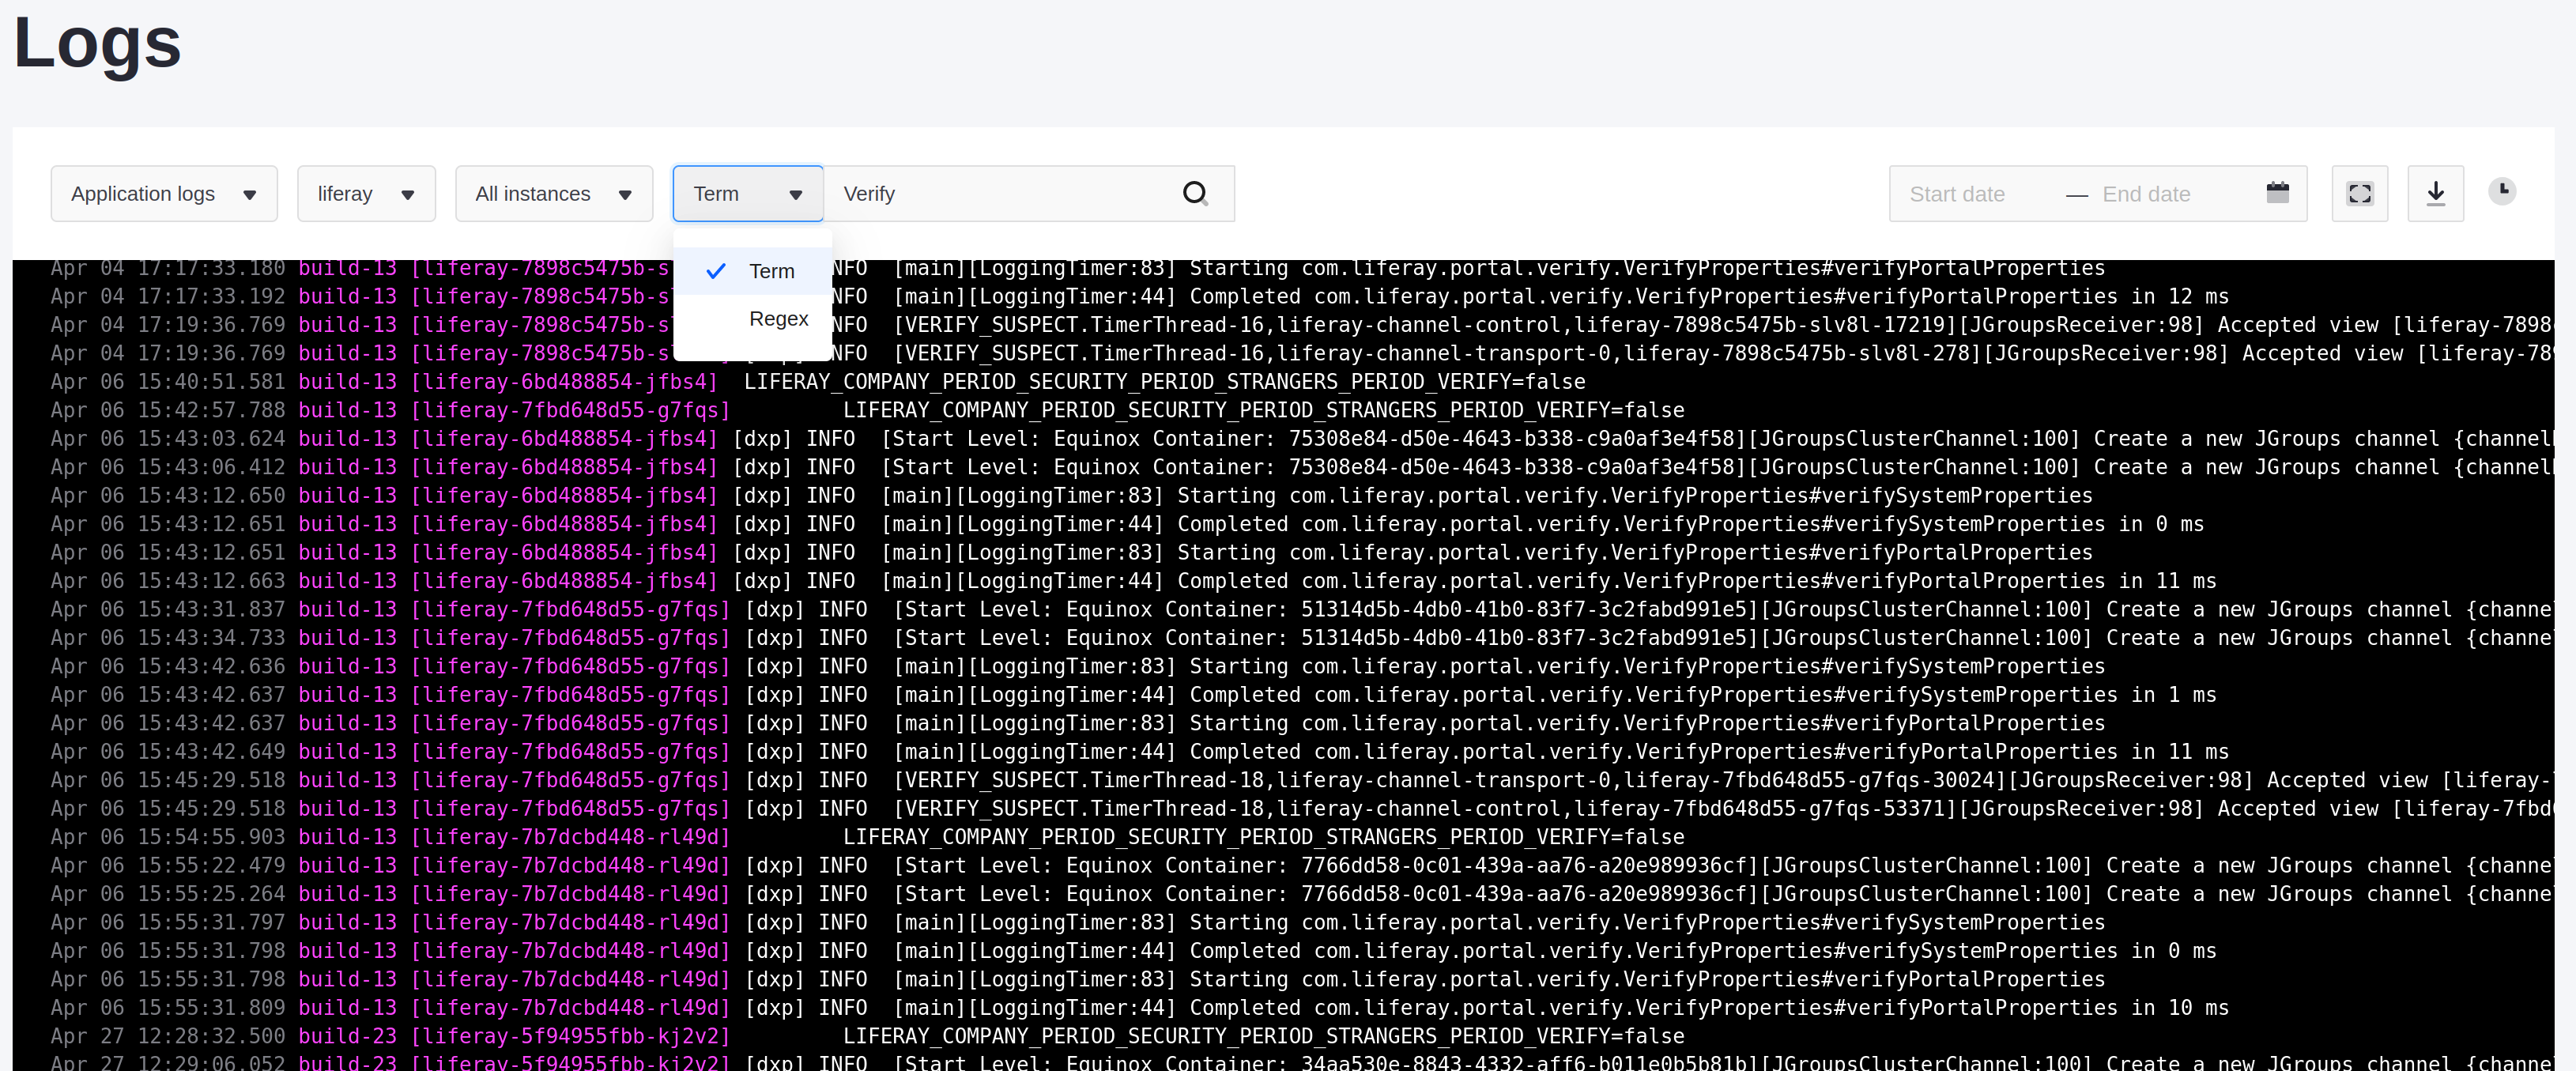 Logs
Application logs liferay All instances Term Verify Start date — End date
Term
Regex
Apr 04 17:17:33.180 build-13 [liferay-7898c5475b-s NFO [main][LoggingTimer:83] Starting com.liferay.portal.verify.VerifyProperties#verifyPortalProperties
Apr 04 17:17:33.192 build-13 [liferay-7898c5475b-s NFO [main][LoggingTimer:44] Completed com.liferay.portal.verify.VerifyProperties#verifyPortalProperties in 12 ms
Apr 04 17:19:36.769 build-13 [liferay-7898c5475b-s NFO [VERIFY_SUSPECT.TimerThread-16,liferay-channel-control,liferay-7898c5475b-slv8l-17219][JGroupsReceiver:98] Accepted view [liferay-7898
Apr 04 17:19:36.769 build-13 [liferay-7898c5475b-s NFO [VERIFY_SUSPECT.TimerThread-16,liferay-channel-transport-0,liferay-7898c5475b-slv8l-278][JGroupsReceiver:98] Accepted view [liferay-789
Apr 06 15:40:51.581 build-13 [liferay-6bd488854-jfbs4] LIFERAY_COMPANY_PERIOD_SECURITY_PERIOD_STRANGERS_PERIOD_VERIFY=false
Apr 06 15:42:57.788 build-13 [liferay-7fbd648d55-g7fqs] LIFERAY_COMPANY_PERIOD_SECURITY_PERIOD_STRANGERS_PERIOD_VERIFY=false
Apr 06 15:43:03.624 build-13 [liferay-6bd488854-jfbs4] [dxp] INFO [Start Level: Equinox Container: 75308e84-d50e-4643-b338-c9a0af3e4f58][JGroupsClusterChannel:100] Create a new JGroups channel {channel
Apr 06 15:43:06.412 build-13 [liferay-6bd488854-jfbs4] [dxp] INFO [Start Level: Equinox Container: 75308e84-d50e-4643-b338-c9a0af3e4f58][JGroupsClusterChannel:100] Create a new JGroups channel {channel
Apr 06 15:43:12.650 build-13 [liferay-6bd488854-jfbs4] [dxp] INFO [main][LoggingTimer:83] Starting com.liferay.portal.verify.VerifyProperties#verifySystemProperties
Apr 06 15:43:12.651 build-13 [liferay-6bd488854-jfbs4] [dxp] INFO [main][LoggingTimer:44] Completed com.liferay.portal.verify.VerifyProperties#verifySystemProperties in 0 ms
Apr 06 15:43:12.651 build-13 [liferay-6bd488854-jfbs4] [dxp] INFO [main][LoggingTimer:83] Starting com.liferay.portal.verify.VerifyProperties#verifyPortalProperties
Apr 06 15:43:12.663 build-13 [liferay-6bd488854-jfbs4] [dxp] INFO [main][LoggingTimer:44] Completed com.liferay.portal.verify.VerifyProperties#verifyPortalProperties in 11 ms
Apr 06 15:43:31.837 build-13 [liferay-7fbd648d55-g7fqs] [dxp] INFO [Start Level: Equinox Container: 51314d5b-4db0-41b0-83f7-3c2fabd991e5][JGroupsClusterChannel:100] Create a new JGroups channel {channe
Apr 06 15:43:34.733 build-13 [liferay-7fbd648d55-g7fqs] [dxp] INFO [Start Level: Equinox Container: 51314d5b-4db0-41b0-83f7-3c2fabd991e5][JGroupsClusterChannel:100] Create a new JGroups channel {channe
Apr 06 15:43:42.636 build-13 [liferay-7fbd648d55-g7fqs] [dxp] INFO [main][LoggingTimer:83] Starting com.liferay.portal.verify.VerifyProperties#verifySystemProperties
Apr 06 15:43:42.637 build-13 [liferay-7fbd648d55-g7fqs] [dxp] INFO [main][LoggingTimer:44] Completed com.liferay.portal.verify.VerifyProperties#verifySystemProperties in 1 ms
Apr 06 15:43:42.637 build-13 [liferay-7fbd648d55-g7fqs] [dxp] INFO [main][LoggingTimer:83] Starting com.liferay.portal.verify.VerifyProperties#verifyPortalProperties
Apr 06 15:43:42.649 build-13 [liferay-7fbd648d55-g7fqs] [dxp] INFO [main][LoggingTimer:44] Completed com.liferay.portal.verify.VerifyProperties#verifyPortalProperties in 11 ms
Apr 06 15:45:29.518 build-13 [liferay-7fbd648d55-g7fqs] [dxp] INFO [VERIFY_SUSPECT.TimerThread-18,liferay-channel-transport-0,liferay-7fbd648d55-g7fqs-30024][JGroupsReceiver:98] Accepted view [liferay-
Apr 06 15:45:29.518 build-13 [liferay-7fbd648d55-g7fqs] [dxp] INFO [VERIFY_SUSPECT.TimerThread-18,liferay-channel-control,liferay-7fbd648d55-g7fqs-53371][JGroupsReceiver:98] Accepted view [liferay-7fbd
Apr 06 15:54:55.903 build-13 [liferay-7b7dcbd448-rl49d] LIFERAY_COMPANY_PERIOD_SECURITY_PERIOD_STRANGERS_PERIOD_VERIFY=false
Apr 06 15:55:22.479 build-13 [liferay-7b7dcbd448-rl49d] [dxp] INFO [Start Level: Equinox Container: 7766dd58-0c01-439a-aa76-a20e989936cf][JGroupsClusterChannel:100] Create a new JGroups channel {channe
Apr 06 15:55:25.264 build-13 [liferay-7b7dcbd448-rl49d] [dxp] INFO [Start Level: Equinox Container: 7766dd58-0c01-439a-aa76-a20e989936cf][JGroupsClusterChannel:100] Create a new JGroups channel {channe
Apr 06 15:55:31.797 build-13 [liferay-7b7dcbd448-rl49d] [dxp] INFO [main][LoggingTimer:83] Starting com.liferay.portal.verify.VerifyProperties#verifySystemProperties
Apr 06 15:55:31.798 build-13 [liferay-7b7dcbd448-rl49d] [dxp] INFO [main][LoggingTimer:44] Completed com.liferay.portal.verify.VerifyProperties#verifySystemProperties in 0 ms
Apr 06 15:55:31.798 build-13 [liferay-7b7dcbd448-rl49d] [dxp] INFO [main][LoggingTimer:83] Starting com.liferay.portal.verify.VerifyProperties#verifyPortalProperties
Apr 06 15:55:31.809 build-13 [liferay-7b7dcbd448-rl49d] [dxp] INFO [main][LoggingTimer:44] Completed com.liferay.portal.verify.VerifyProperties#verifyPortalProperties in 10 ms
Apr 27 12:28:32.500 build-23 [liferay-5f94955fbb-kj2v2] LIFERAY_COMPANY_PERIOD_SECURITY_PERIOD_STRANGERS_PERIOD_VERIFY=false
Apr 27 12:29:06.052 build-23 [liferay-5f94955fbb-kj2v2] [dxp] INFO [Start Level: Equinox Container: 34aa530e-8843-4332-aff6-b011e0b5b81b][JGroupsClusterChannel:100] Create a new JGroups channel {channe